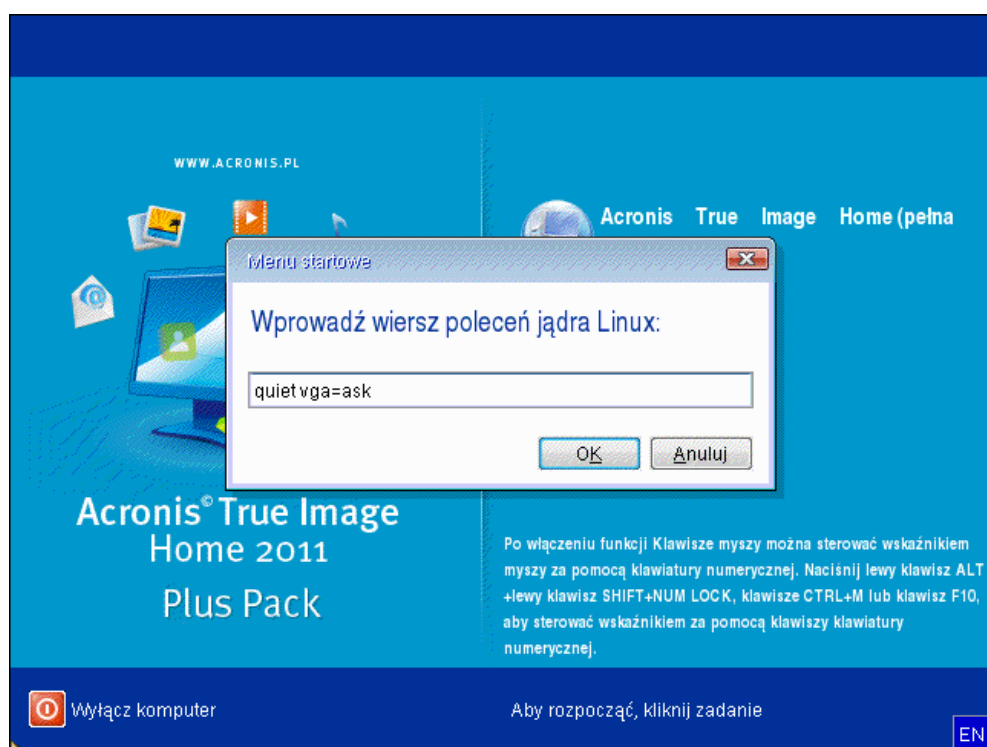 WWW.ACRONIS.PL
Acronis True Image Home (pełna
Menu startowe
Wprowadź wiersz poleceń jądra Linux:
quiet vga=ask
OK
Anuluj
Acronis® True Image
Home 2011
Plus Pack
Po włączeniu funkcji Klawisze myszy można sterować wskaźnikiem
myszy za pomocą klawiatury numerycznej. Naciśnij lewy klawisz ALT
+lewy klawisz SHIFT+NUM LOCK, klawisze CTRL+M lub klawisz F10,
aby sterować wskaźnikiem za pomocą klawiszy klawiatury
numerycznej.
Wyłącz komputer
Aby rozpocząć, kliknij zadanie
EN